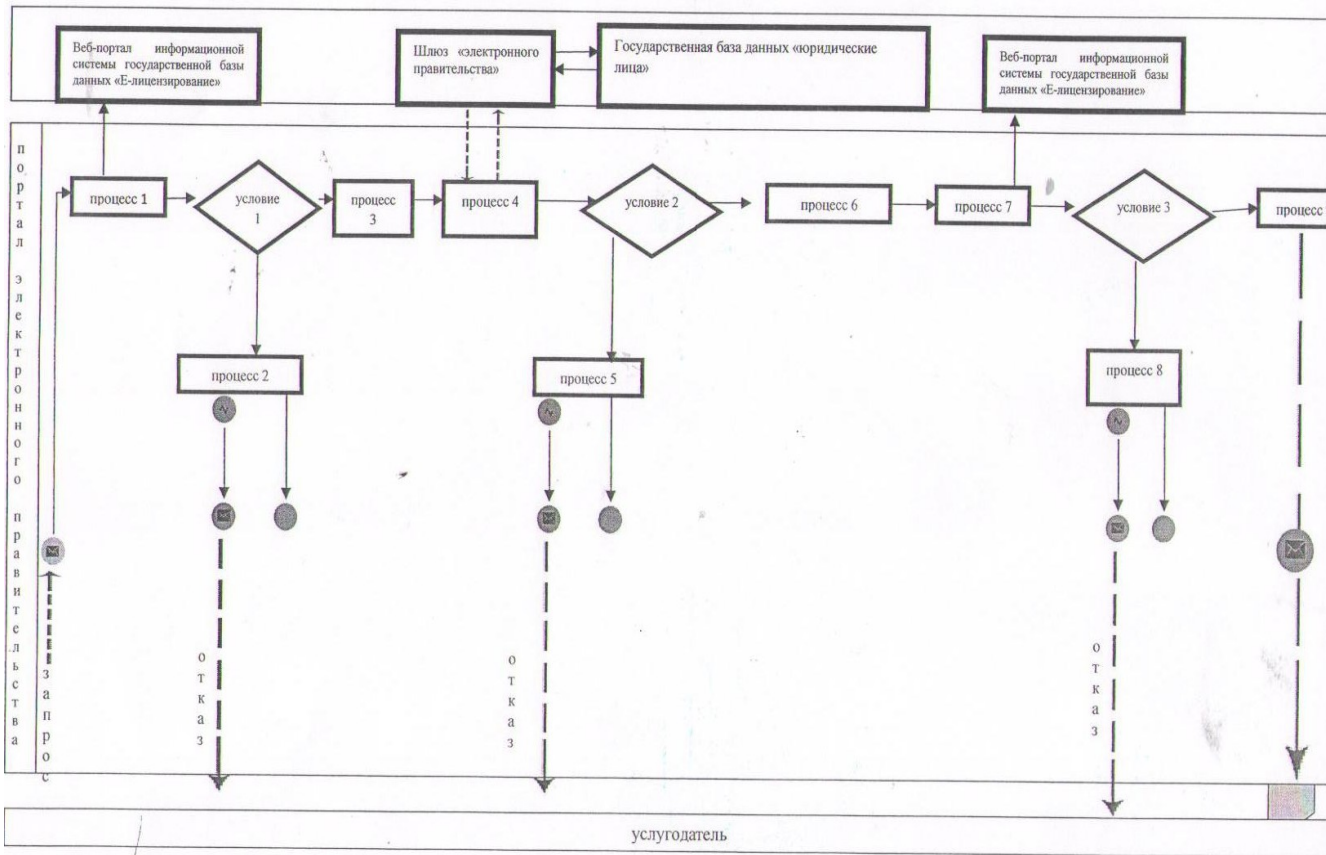 Веб-портал информационной
системы государственной базы
данных «Е-лицензирование»
Шлюз «электронного
правительства»
Государственная база данных «юридические
лица»
Веб-портал информационной
системы государственной базы
данных «Е-лицензирование»
портал электронного правительства
процесс 1
условие
1
процесс
3
процесс 4
условие 2
процесс 6
процесс 7
условие 3
процесс
процесс 2
процесс 5
процесс 8
запрос
отказ
отказ
отказ
услугодатель